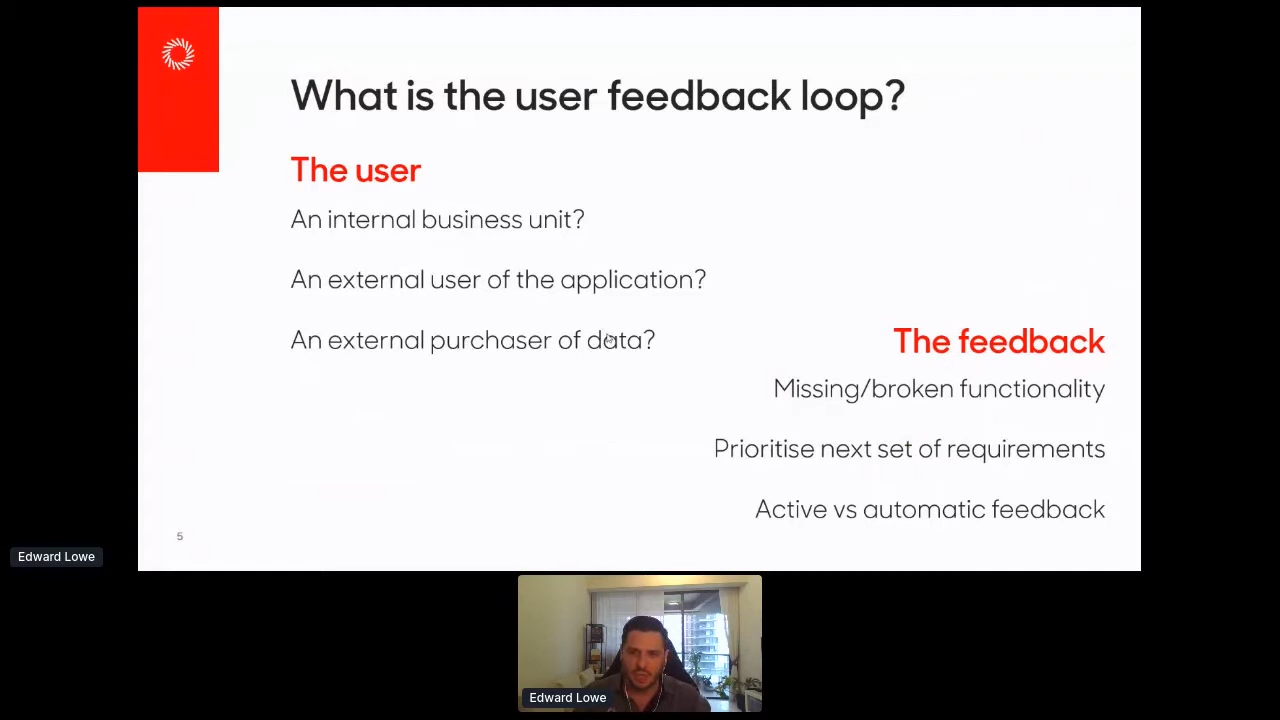 What is the user feedback loop?
The user
An internal business unit?
An external user of the application?
An external purchaser of data?
The feedback
Missing/broken functionality
Prioritise next set of requirements
Active vs automatic feedback
5
Edward Lowe
Edward Lowe